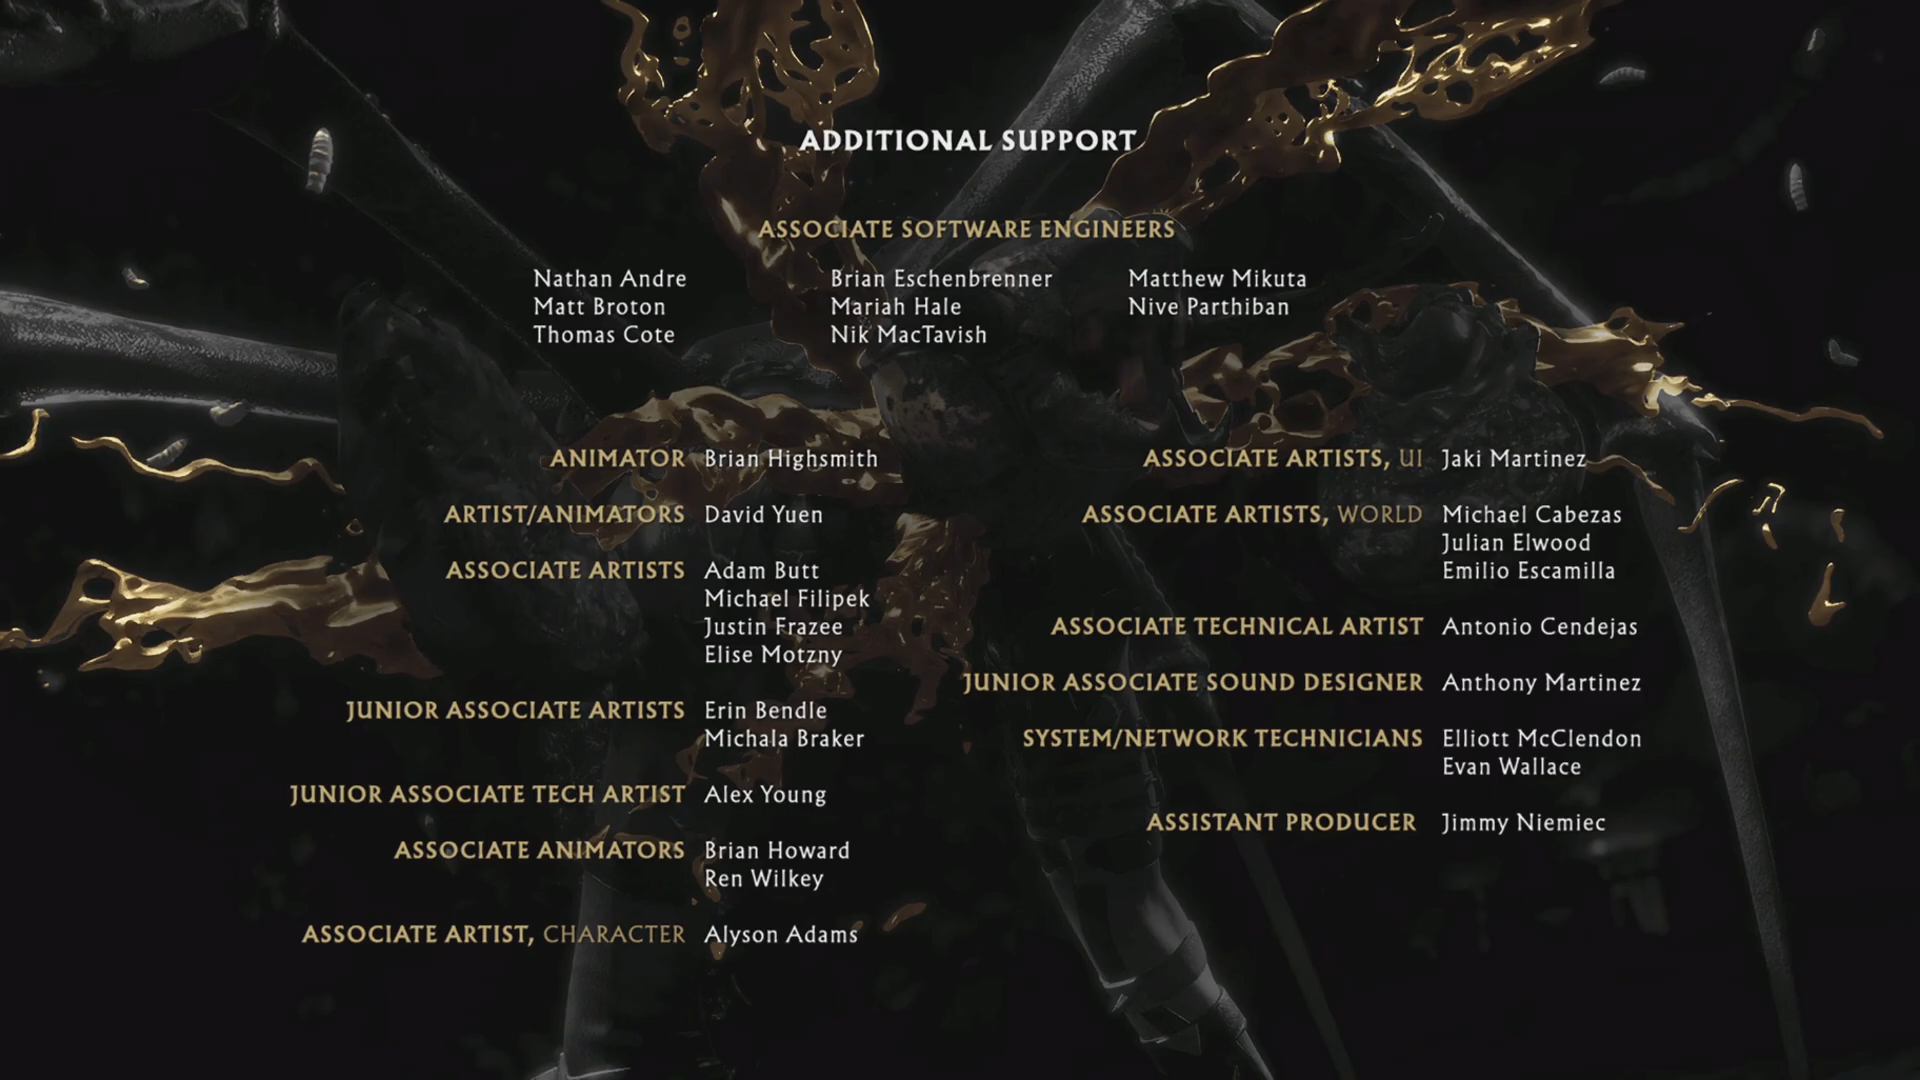 ADDITIONAL SUPPORT
ASSOCIATE SOFTWARE ENGINEERS
Nathan Andre
Matt Broton
Thomas Cote
Brian Eschenbrenner
Mariah Hale
Nik MacTavish
Matthew Mikuta
Nive Parthiban
ANIMATOR Brian Highsmith
ARTIST/ANIMATORS David Yuen
ASSOCIATE ARTISTS Adam Butt
Michael Filipek
Justin Frazee
Elise Motzny
JUNIOR ASSOCIATE ARTISTS Erin Bendle
Michala Braker
JUNIOR ASSOCIATE TECH ARTIST Alex Young
ASSOCIATE ANIMATORS Brian Howard
Ren Wilkey
ASSOCIATE ARTIST, CHARACTER Alyson Adams
ASSOCIATE ARTISTS, UI Jaki Martinez
ASSOCIATE ARTISTS, WORLD Michael Cabezas
Julian Elwood
Emilio Escamilla
ASSOCIATE TECHNICAL ARTIST Antonio Cendejas
JUNIOR ASSOCIATE SOUND DESIGNER Anthony Martinez
SYSTEM/NETWORK TECHNICIANS Elliott McClendon
Evan Wallace
ASSISTANT PRODUCER Jimmy Niemiec